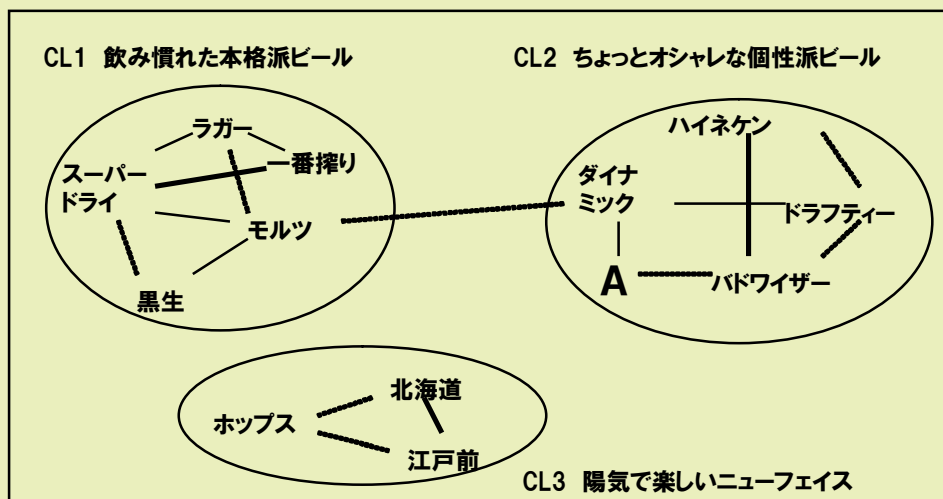 CL1 飲み慣れた本格派ビール
CL2 ちょっとオシャレな個性派ビール
ラガー
一番搾り
スーパー
ドライ
モルツ
黒生
ハイネケン
ダイナ
ミック
ドラフティー
A
バドワイザー
北海道
ホップス
江戸前
CL3 陽気で楽しいニューフェイス